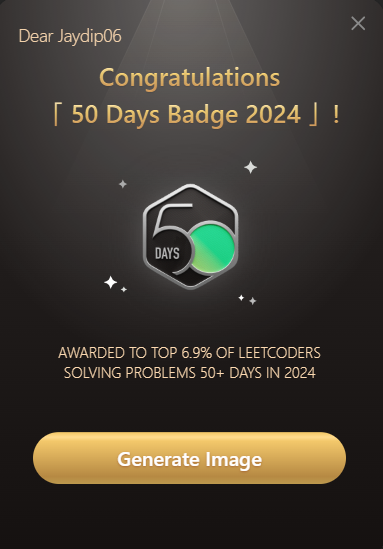 Dear Jaydip06
Congratulations
「 50 Days Badge 2024 」 !
50
DAYS
AWARDED TO TOP 6.9% OF LEETCODERS
SOLVING PROBLEMS 50+ DAYS IN 2024
Generate Image